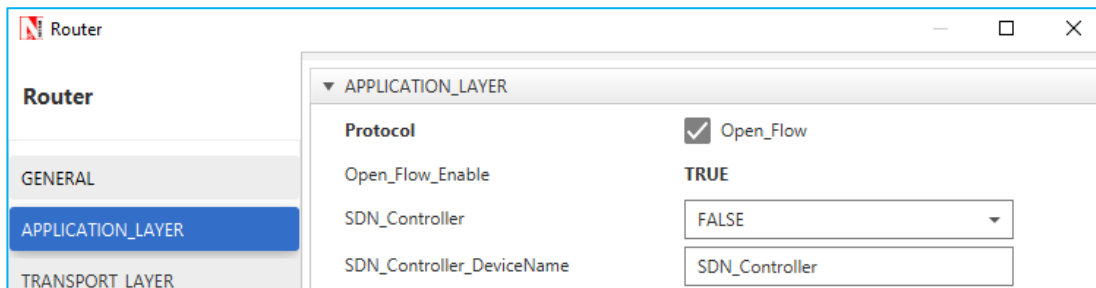 Router
Router
GENERAL
APPLICATION_LAYER
TRANSPORT_LAYER
APPLICATION_LAYER
Protocol Open_Flow
Open_Flow_Enable TRUE
SDN_Controller FALSE
SDN_Controller_DeviceName SDN_Controller